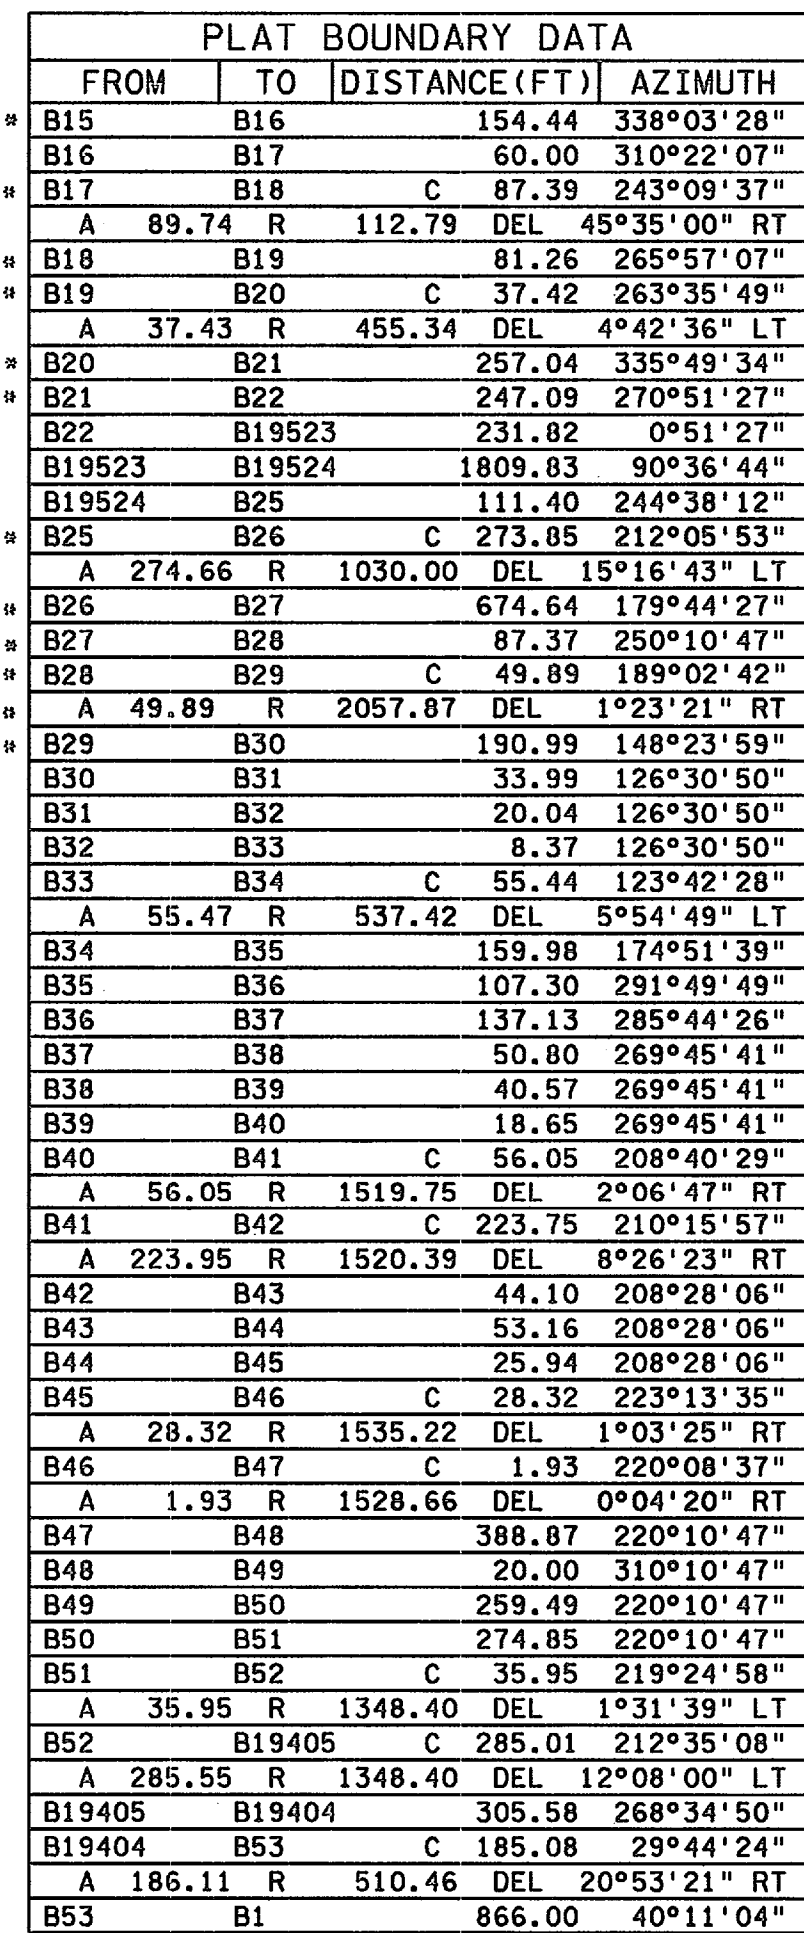 PLAT BOUNDARY DATA
FROM TO DISTANCE(FT) AZIMUTH
* B15 B16 154.44 338°03'28"
B16 B17 60.00 310°22'07"
* B17 B18 C 87.39 243°09'37"
A 89.74 R 112.79 DEL 45°35'00" RT
* B18 B19 81.26 265°57'07"
* B19 B20 C 37.42 263°35'49"
A 37.43 R 455.34 DEL 4°42'36" LT
* B20 B21 257.04 335°49'34"
* B21 B22 247.09 270°51'27"
B22 B19523 231.82 0°51'27"
B19523 B19524 1809.83 90°36'44"
B19524 B25 111.40 244°38'12"
* B25 B26 C 273.85 212°05'53"
A 274.66 R 1030.00 DEL 15°16'43" LT
* B26 B27 674.64 179°44'27"
* B27 B28 87.37 250°10'47"
* B28 B29 C 49.89 189°02'42"
* A 49.89 R 2057.87 DEL 1°23'21" RT
* B29 B30 190.99 148°23'59"
B30 B31 33.99 126°30'50"
B31 B32 20.04 126°30'50"
B32 B33 8.37 126°30'50"
B33 B34 C 55.44 123°42'28"
A 55.47 R 537.42 DEL 5°54'49" LT
B34 B35 159.98 174°51'39"
B35 B36 107.30 291°49'49"
B36 B37 137.13 285°44'26"
B37 B38 50.80 269°45'41"
B38 B39 40.57 269°45'41"
B39 B40 18.65 269°45'41"
B40 B41 C 56.05 208°40'29"
A 56.05 R 1519.75 DEL 2°06'47" RT
B41 B42 C 223.75 210°15'57"
A 223.95 R 1520.39 DEL 8°26'23" RT
B42 B43 44.10 208°28'06"
B43 B44 53.16 208°28'06"
B44 B45 25.94 208°28'06"
B45 B46 C 28.32 223°13'35"
A 28.32 R 1535.22 DEL 1°03'25" RT
B46 B47 C 1.93 220°08'37"
A 1.93 R 1528.66 DEL 0°04'20" RT
B47 B48 388.87 220°10'47"
B48 B49 20.00 310°10'47"
B49 B50 259.49 220°10'47"
B50 B51 274.85 220°10'47"
B51 B52 C 35.95 219°24'58"
A 35.95 R 1348.40 DEL 1°31'39" LT
B52 B19405 C 285.01 212°35'08"
A 285.55 R 1348.40 DEL 12°08'00" LT
B19405 B19404 305.58 268°34'50"
B19404 B53 C 185.08 29°44'24"
A 186.11 R 510.46 DEL 20°53'21" RT
B53 B1 866.00 40°11'04"